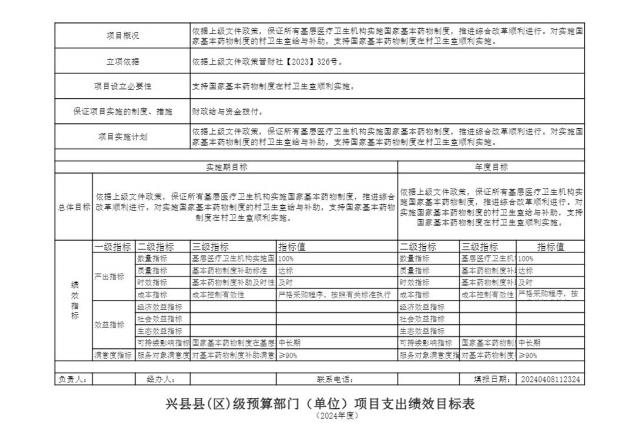 项目概况
依据上级文件政策，保证所有基层医疗卫生机构实施国家基本药物制度，推进综合改革顺利进行。对实施国
家基本药物制度的村卫生室给与补助，支持国家基本药物制度在村卫生室顺利实施。
立项依据
依据上级文件政策晋财社【2023】326号。
项目设立必要性
支持国家基本药物制度在村卫生室顺利实施。
保证项目实施的制度、措施
财政给与资金拨付。
项目实施计划
依据上级文件政策，保证所有基层医疗卫生机构实施国家基本药物制度，推进综合改革顺利进行。对实施国
家基本药物制度的村卫生室给与补助，支持国家基本药物制度在村卫生室顺利实施。
实施期目标 年度目标
总体目标
依据上级文件政策，保证所有基层医疗卫生机构实施国家基本药物制度，推进综合
改革顺利进行。对实施国家基本药物制度的村卫生室给与补助，支持国家基本药物
制度在村卫生室顺利实施。
依据上级文件政策，保证所有基层医疗卫生机构实
施国家基本药物制度，推进综合改革顺利进行。对
实施国家基本药物制度的村卫生室给与补助，支持
国家基本药物制度在村卫生室顺利实施。
绩效指标
一级指标 二级指标 三级指标 指标值 二级指标 三级指标 指标值
产出指标
数量指标 基层医疗卫生机构实施国 100% 数量指标 基层医疗卫生机 100%
质量指标 基本药物制度补助标准 达标 质量指标 基本药物制度补 达标
时效指标 基本药物制度补助及时性 及时 时效指标 基本药物制度补 及时
成本指标 成本控制有效性 严格采购程序，按照有关标准执行 成本指标 成本控制有效性 严格采购程序，按
效益指标
经济效益指标 经济效益指标
社会效益指标 社会效益指标
生态效益指标 生态效益指标
可持续影响指标 国家基本药物制度在基层 中长期 可持续影响指标 国家基本药物制 中长期
满意度指标 服务对象满意度 对基本药物制度补助满意 ≥90% 服务对象满意度指 对基本药物制度 ≥90%
负责人： 经办人： 联系电话： 填报日期： 20240408112324
兴县县(区)级预算部门（单位）项目支出绩效目标表
（2024年度）